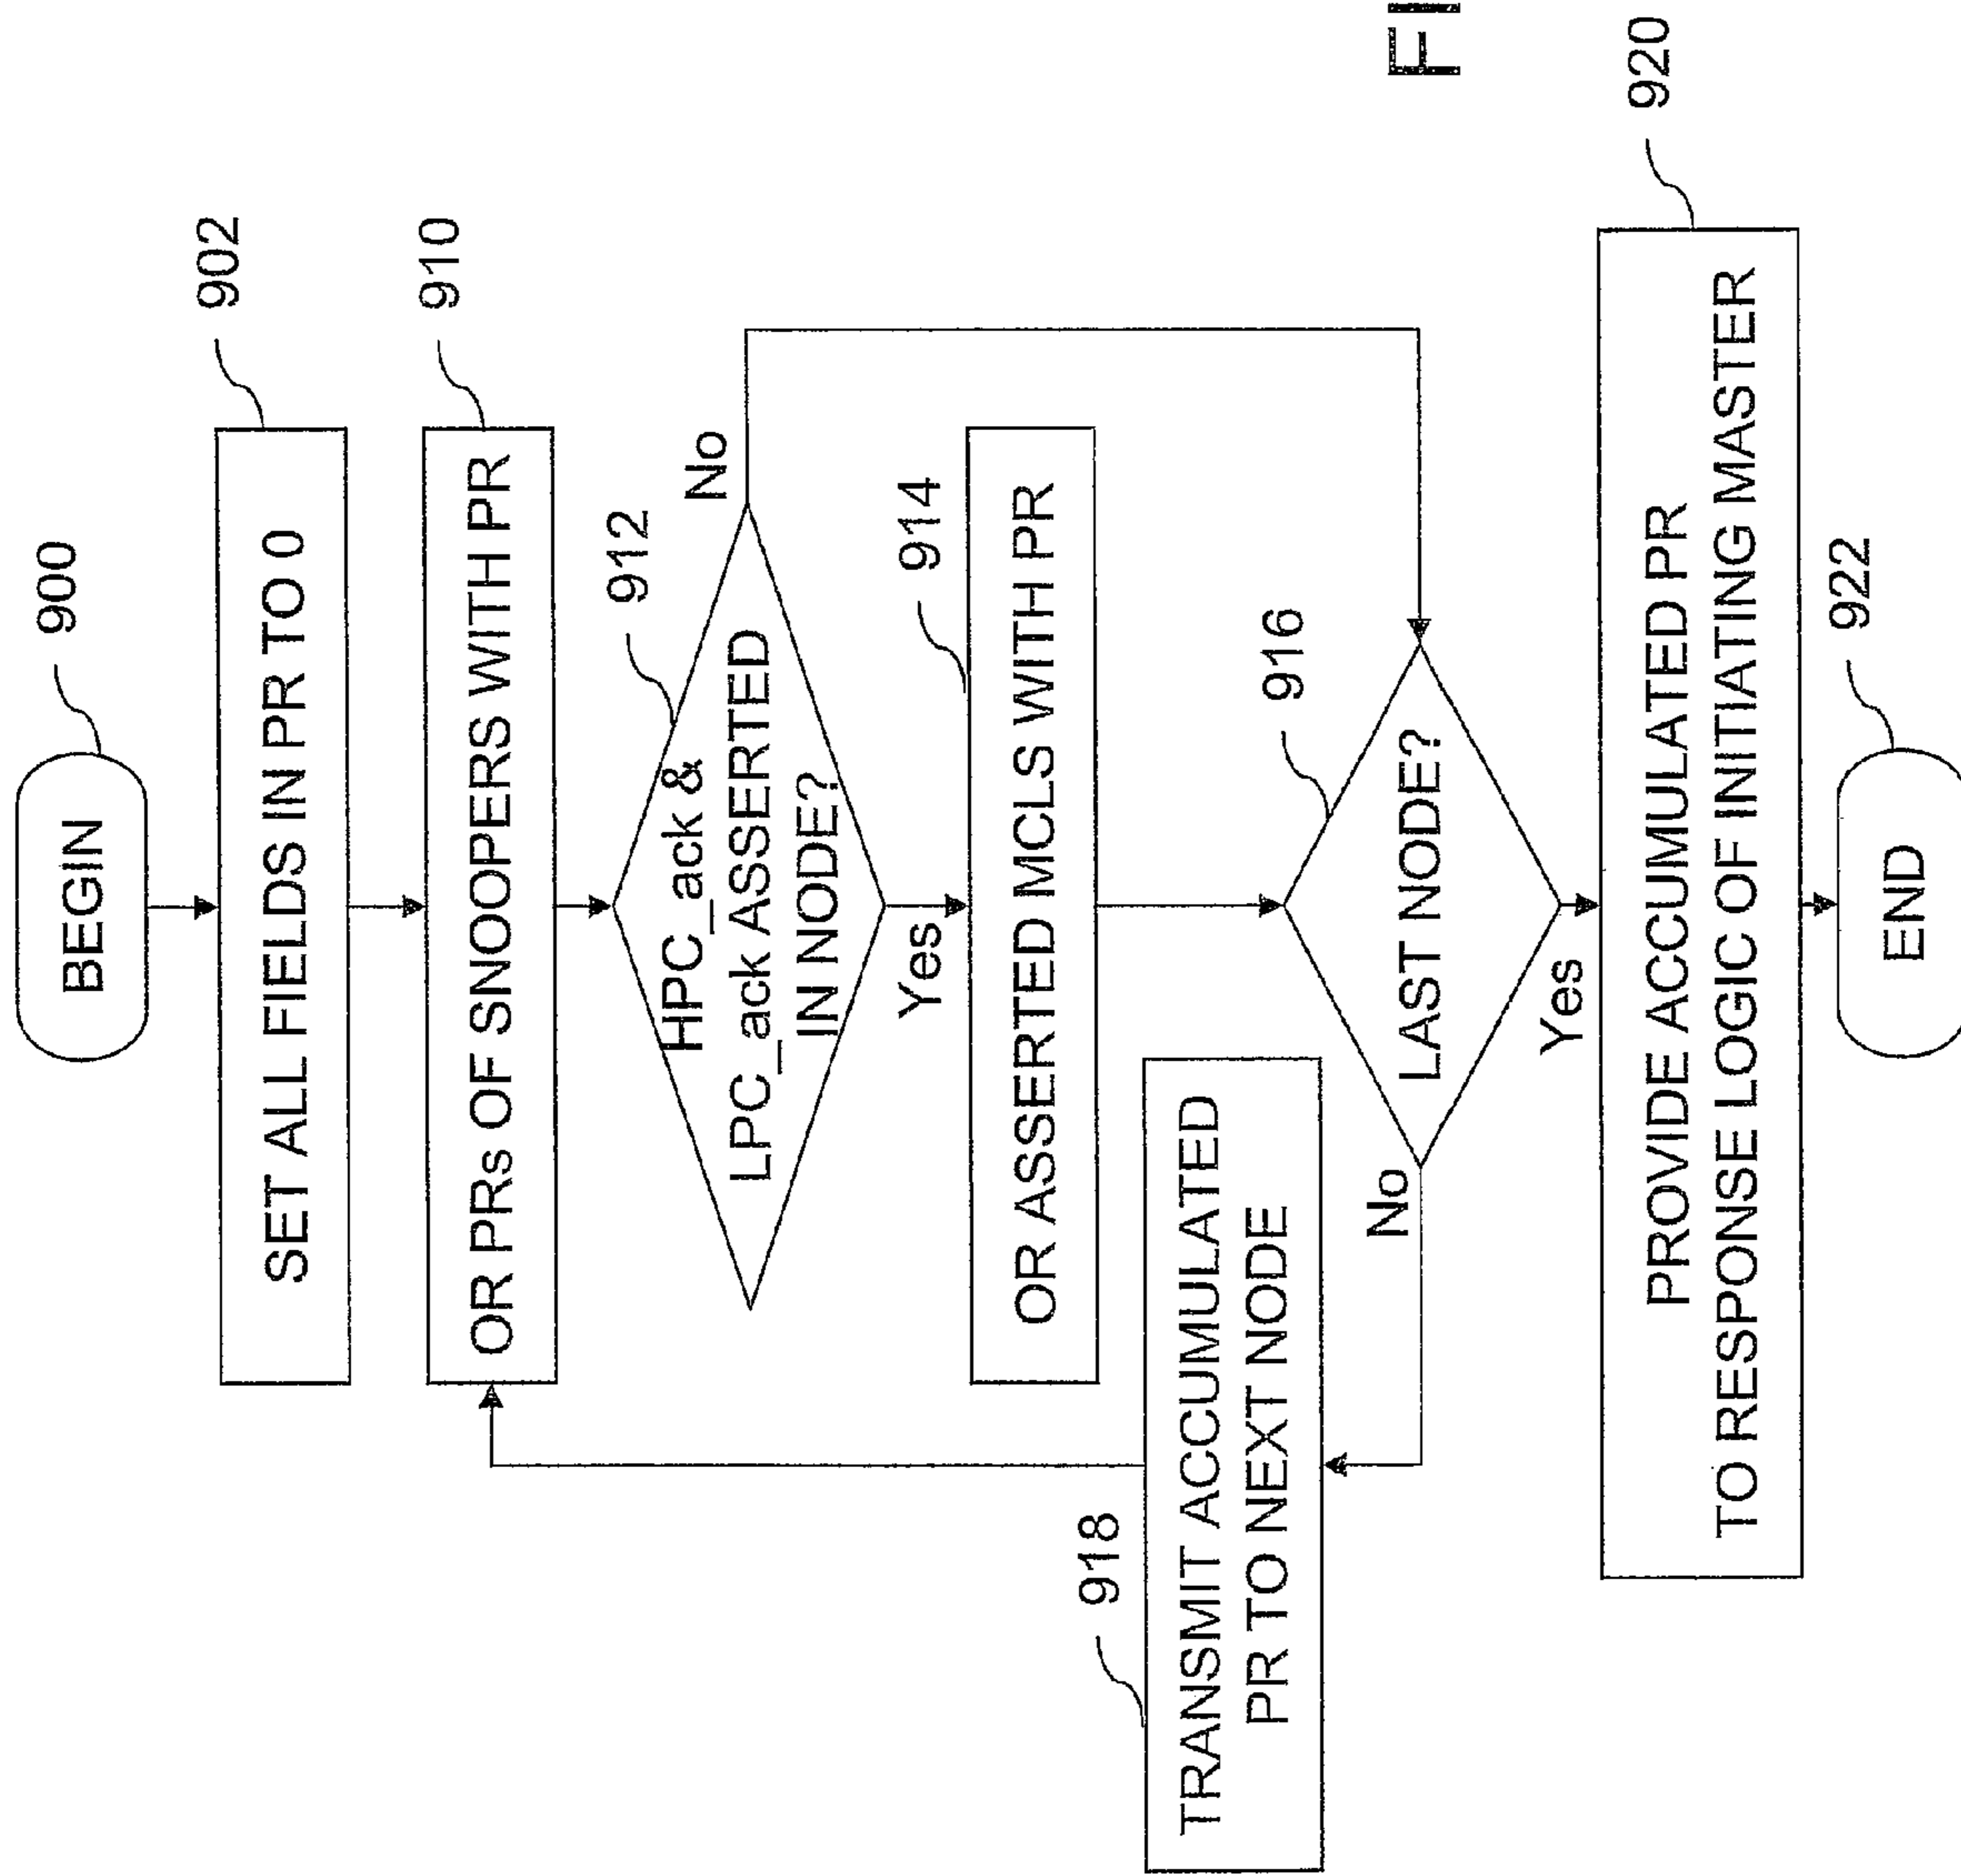 BEGIN
900
SET ALL FIELDS IN PR TO 0
902
OR PRs OF SNOOPERS WITH PR
910
HPC_ack &
LPC_ack ASSERTED
IN NODE?
912
No
Yes
OR ASSERTED MCLS WITH PR
914
LAST NODE?
916
No
Yes
TRANSMIT ACCUMULATED
PR TO NEXT NODE
918
PROVIDE ACCUMULATED PR
TO RESPONSE LOGIC OF INITIATING MASTER
920
END
922